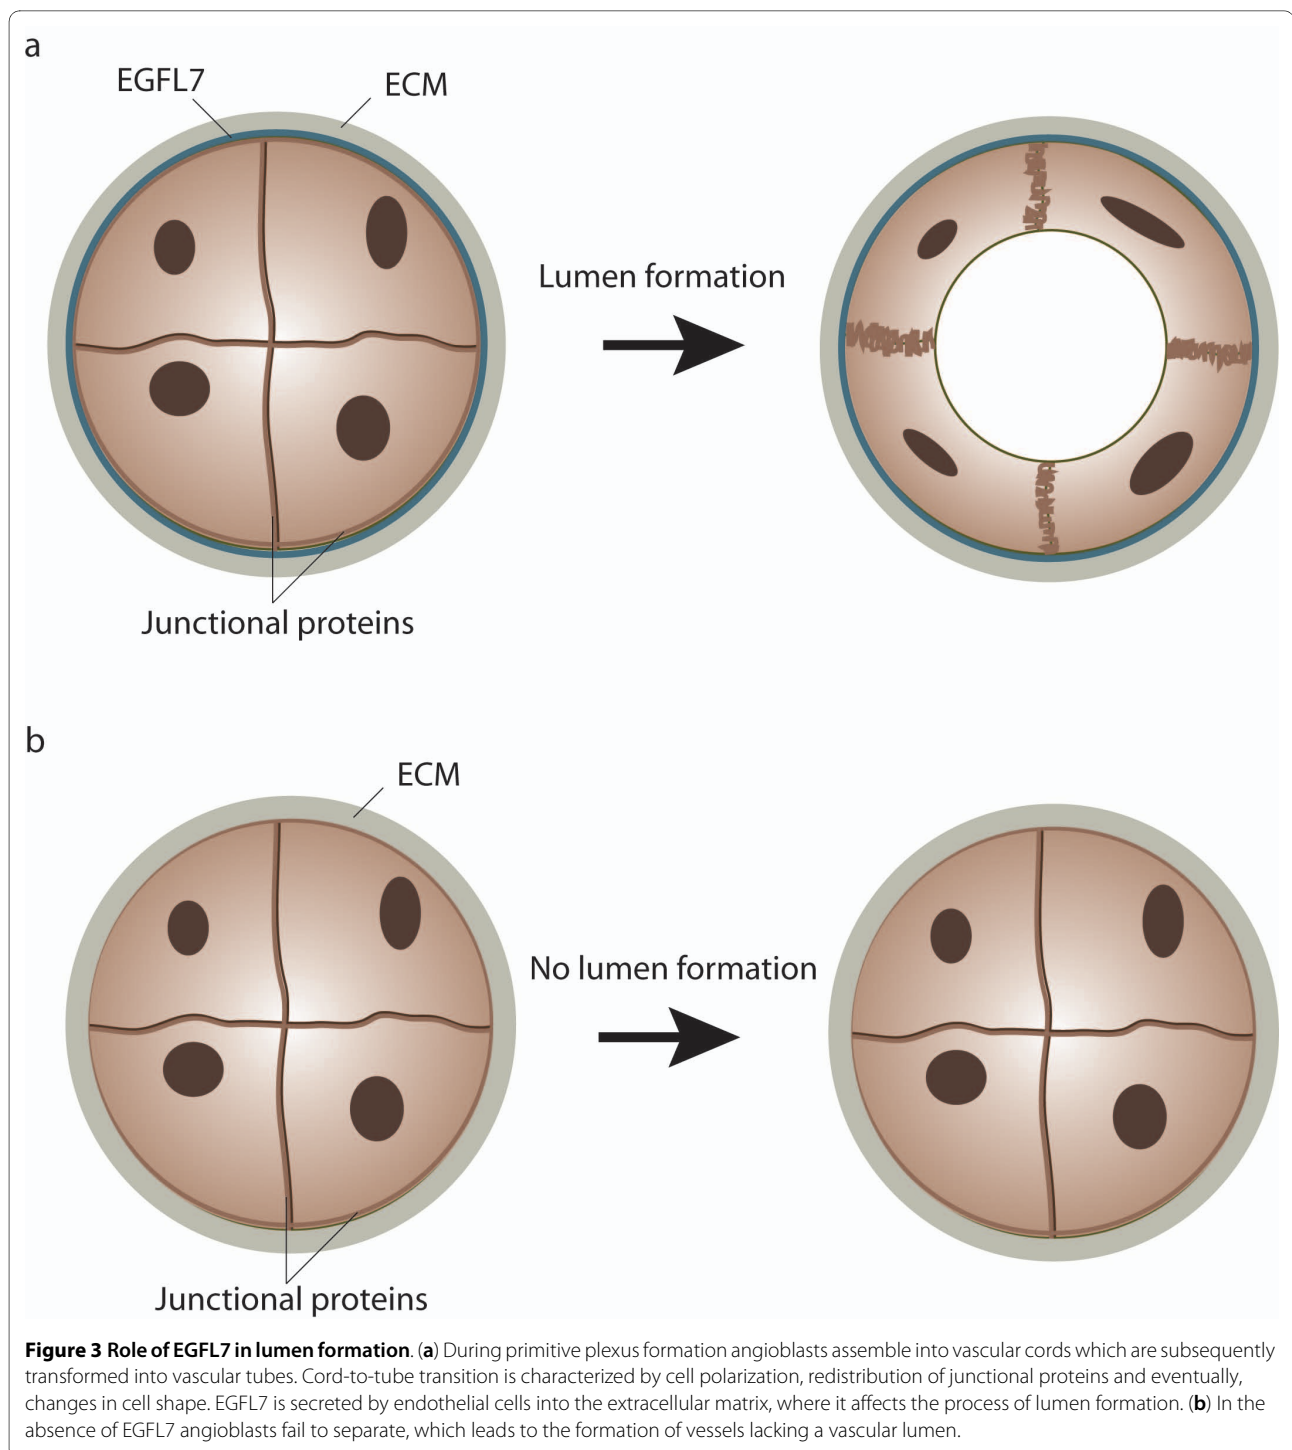 a
EGFL7
ECM
Lumen formation
Junctional proteins
b
ECM
No lumen formation
Junctional proteins
Figure 3 Role of EGFL7 in lumen formation. (a) During primitive plexus formation angioblasts assemble into vascular cords which are subsequently
transformed into vascular tubes. Cord-to-tube transition is characterized by cell polarization, redistribution of junctional proteins and eventually,
changes in cell shape. EGFL7 is secreted by endothelial cells into the extracellular matrix, where it affects the process of lumen formation. (b) In the
absence of EGFL7 angioblasts fail to separate, which leads to the formation of vessels lacking a vascular lumen.